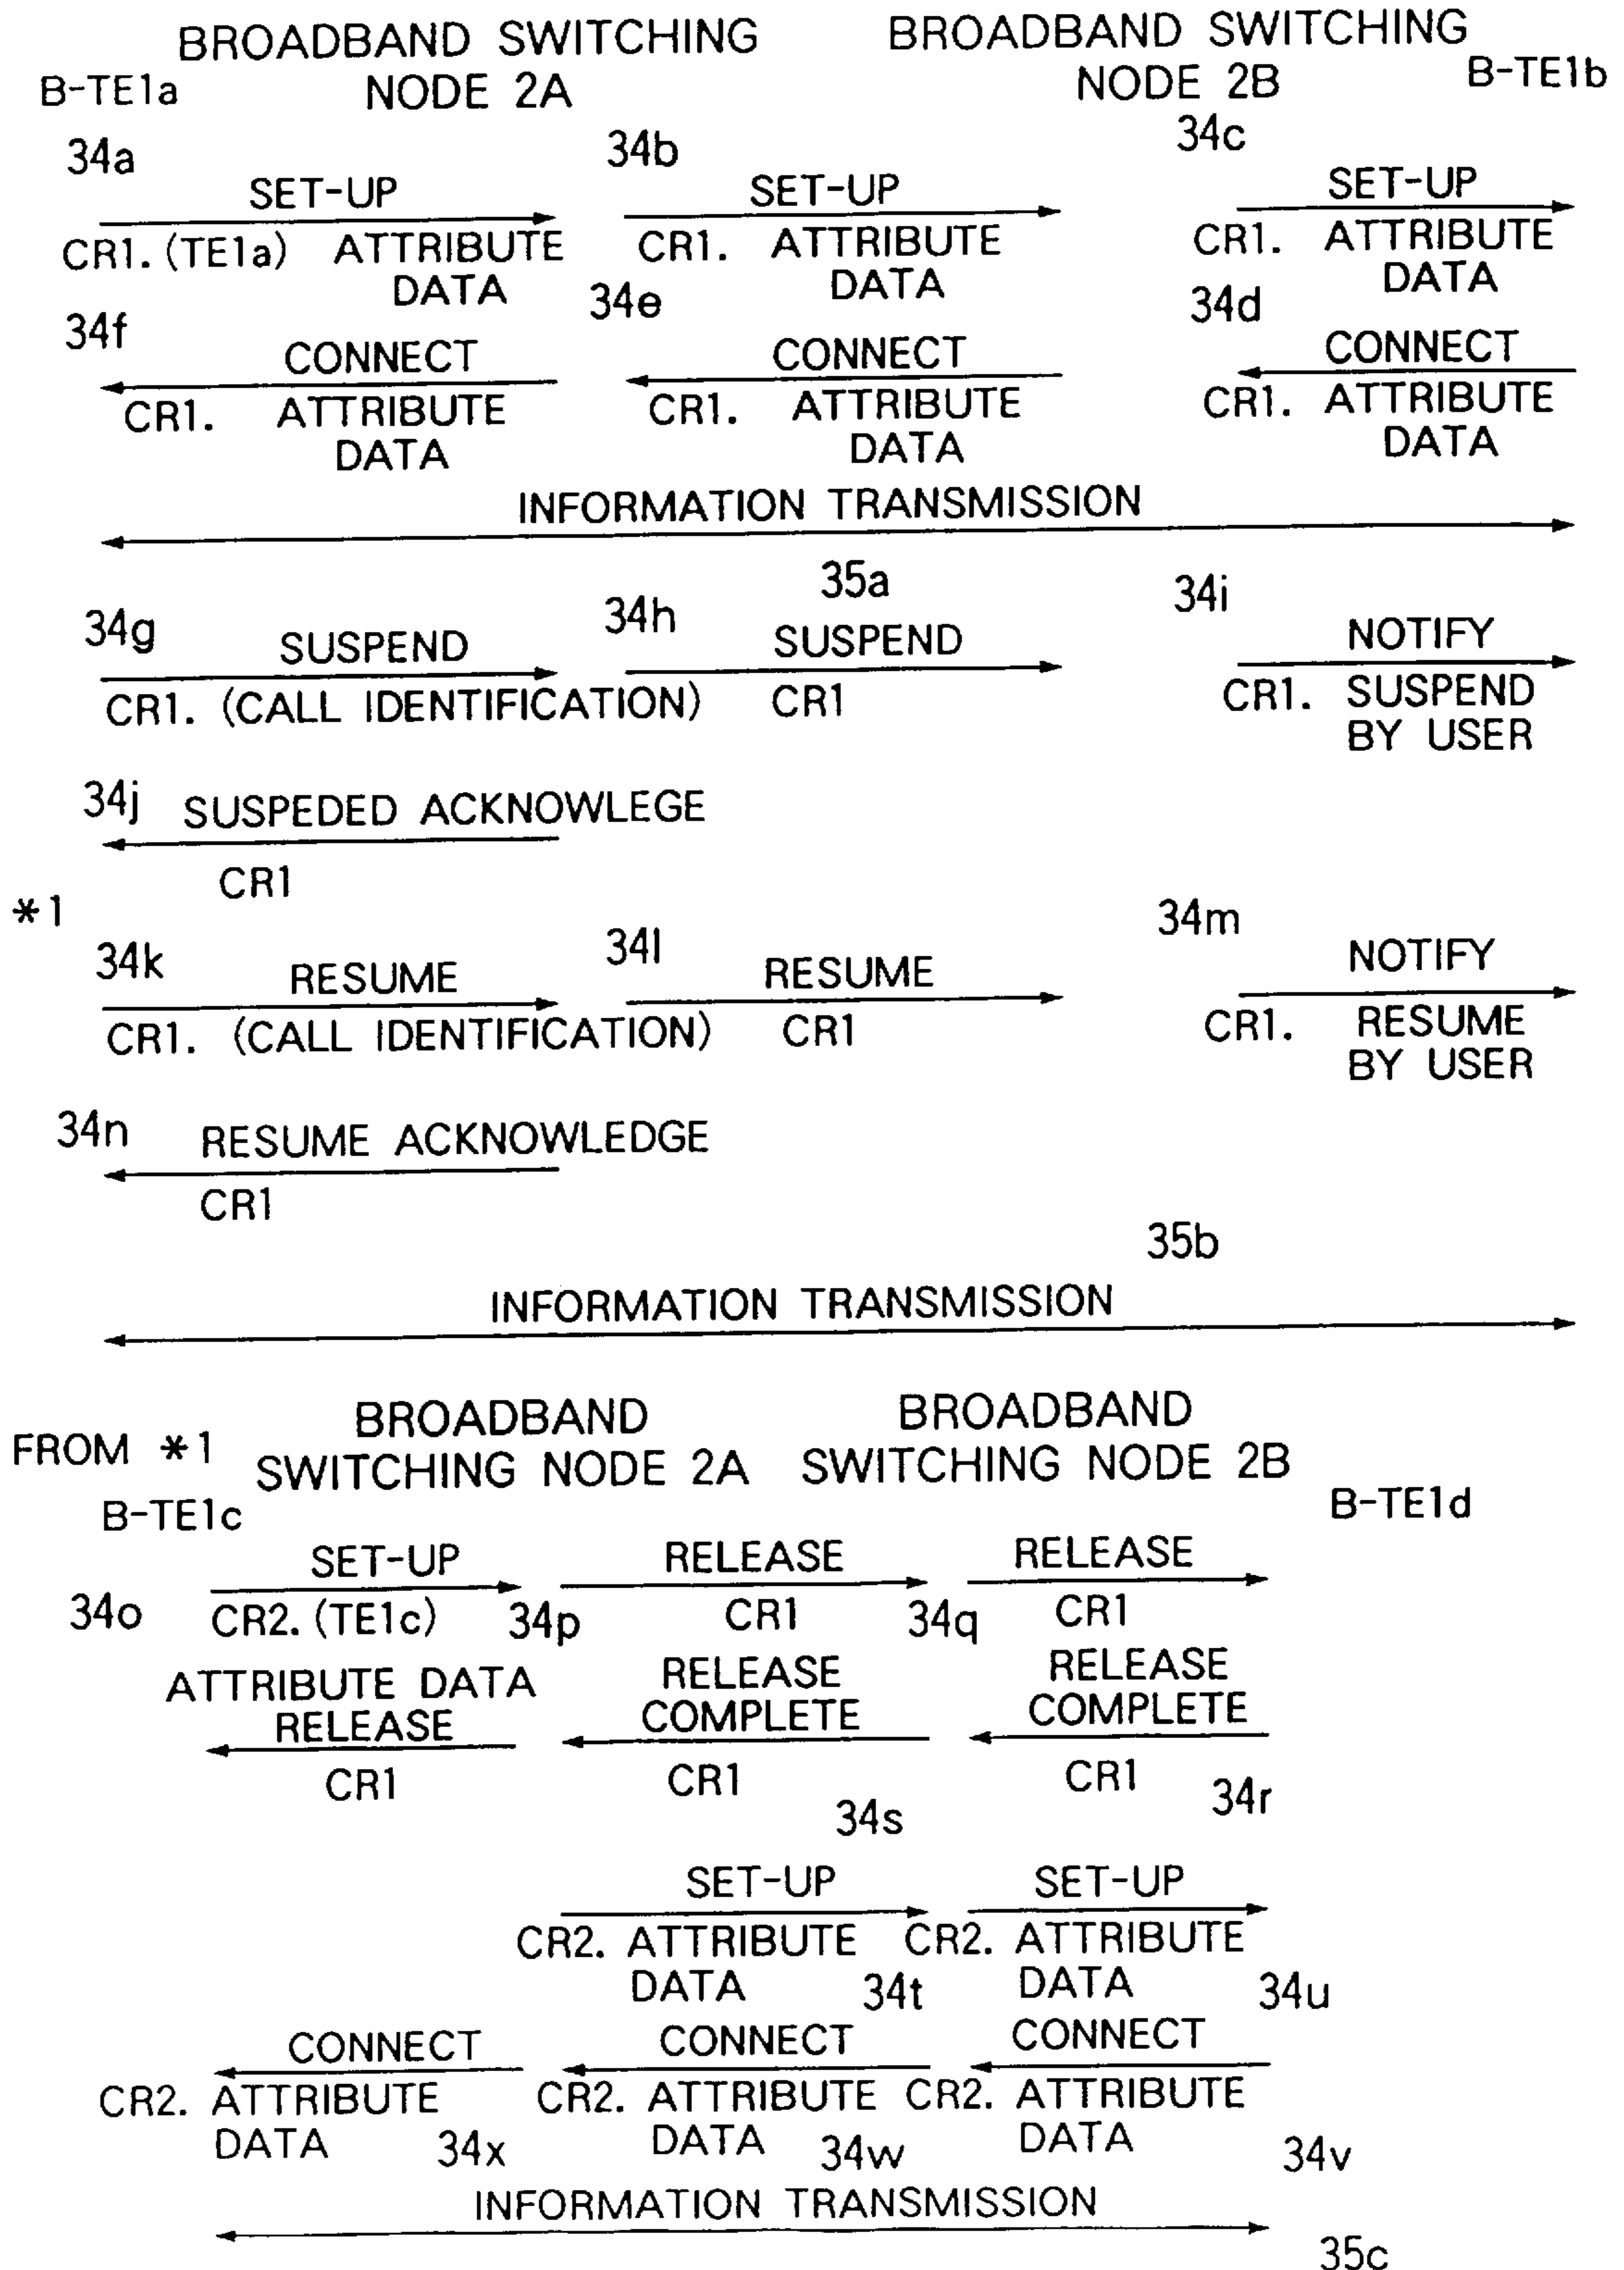 BROADBAND SWITCHING NODE 2A
BROADBAND SWITCHING NODE 2B
B-TE1a
B-TE1b
34a
34b
34c
SET-UP
SET-UP
SET-UP
CR1. (TE1a) ATTRIBUTE DATA
CR1. ATTRIBUTE DATA
CR1. ATTRIBUTE DATA
34f
34e
34d
CONNECT
CONNECT
CONNECT
CR1. ATTRIBUTE DATA
CR1. ATTRIBUTE DATA
CR1. ATTRIBUTE DATA
INFORMATION TRANSMISSION
35a
34g
34h
34i
SUSPEND
SUSPEND
NOTIFY
CR1. (CALL IDENTIFICATION)
CR1
CR1. SUSPEND BY USER
34j
SUSPEDED ACKNOWLEGE
CR1
*1
34k
34l
34m
RESUME
RESUME
NOTIFY
CR1. (CALL IDENTIFICATION)
CR1
CR1. RESUME BY USER
34n
RESUME ACKNOWLEDGE
CR1
35b
INFORMATION TRANSMISSION
FROM *1
BROADBAND SWITCHING NODE 2A
BROADBAND SWITCHING NODE 2B
B-TE1c
B-TE1d
SET-UP
RELEASE
RELEASE
34o
CR2. (TE1c)
34p
CR1
34q
CR1
ATTRIBUTE DATA
RELEASE
RELEASE COMPLETE
RELEASE COMPLETE
CR1
CR1
CR1
34r
34s
SET-UP
SET-UP
CR2. ATTRIBUTE DATA
CR2. ATTRIBUTE DATA
34t
34u
CONNECT
CONNECT
CONNECT
CR2. ATTRIBUTE DATA
CR2. ATTRIBUTE DATA
CR2. ATTRIBUTE DATA
34x
34w
34v
INFORMATION TRANSMISSION
35c